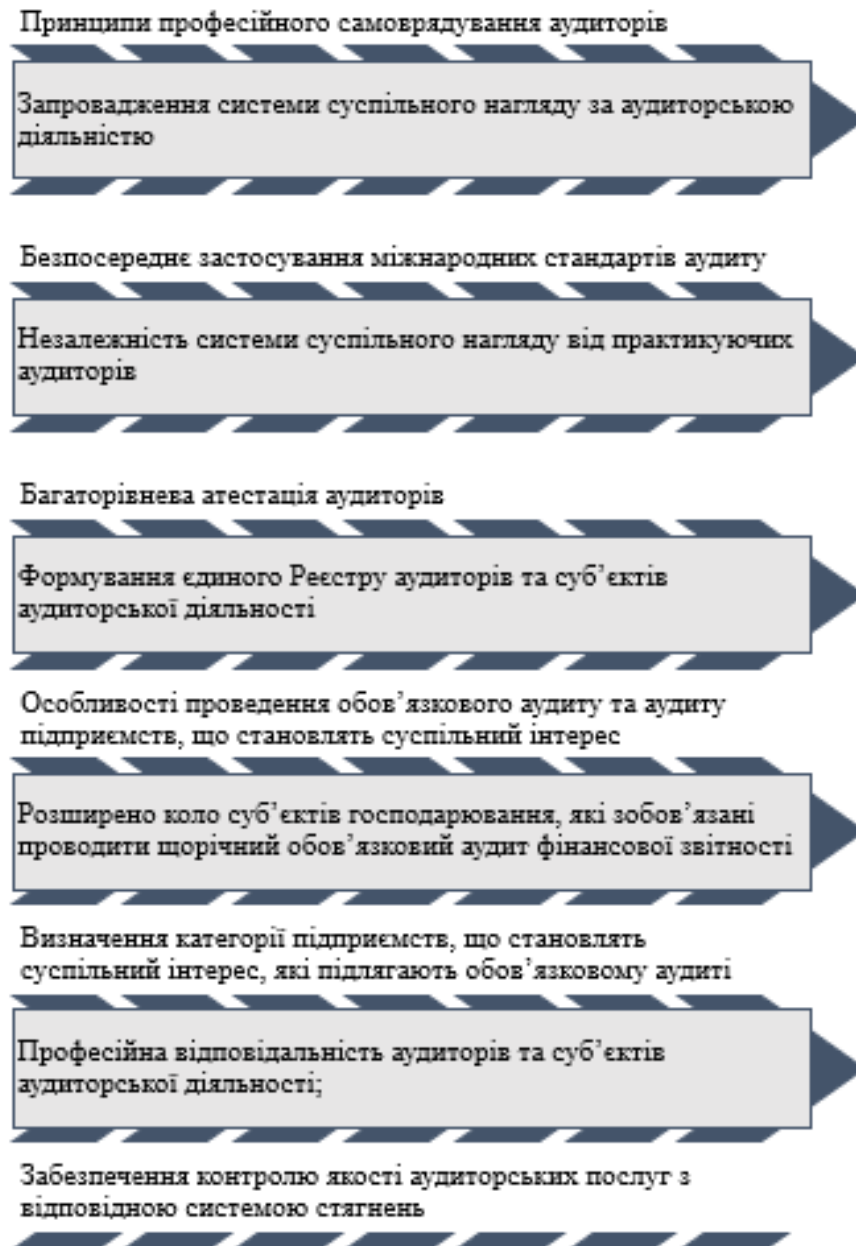 Принципи професійного самоврядування аудиторів
Запровадження системи суспільного нагляду за аудиторською
діяльністю
Безпосереднє застосування міжнародних стандартів аудиту
Незалежність системи суспільного нагляду від практикуючих
аудиторів
Багаторівнева атестація аудиторів
Формування єдиного Реєстру аудиторів та суб’єктів
аудиторської діяльності
Особливості проведення обов’язкового аудиту та аудиту
підприємств, що становлять суспільний інтерес
Розширено коло суб’єктів господарювання, які зобов’язані
проводити щорічний обов’язковий аудит фінансової звітності
Визначення категорії підприємств, що становлять
суспільний інтерес, які підлягають обов’язковому аудиті
Професійна відповідальність аудиторів та суб’єктів
аудиторської діяльності;
Забезпечення контролю якості аудиторських послуг з
відповідною системою стягнень